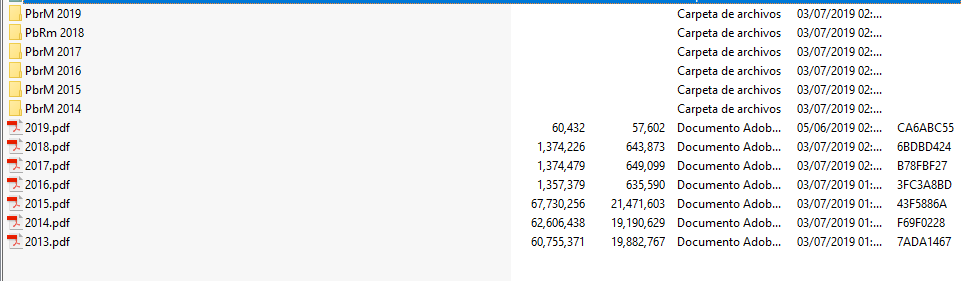 PbrM 2019 Carpeta de archivos 03/07/2019 02:...
PbRm 2018 Carpeta de archivos 03/07/2019 02:...
PbrM 2017 Carpeta de archivos 03/07/2019 02:...
PbrM 2016 Carpeta de archivos 03/07/2019 02:...
PbrM 2015 Carpeta de archivos 03/07/2019 02:...
PbrM 2014 Carpeta de archivos 03/07/2019 02:...
2019.pdf 60,432 57,602 Documento Adob... 05/06/2019 02:... CA6ABC55
2018.pdf 1,374,226 643,873 Documento Adob... 03/07/2019 02:... 6BDBD424
2017.pdf 1,374,479 649,099 Documento Adob... 03/07/2019 02:... B78FBF27
2016.pdf 1,357,379 635,590 Documento Adob... 03/07/2019 01:... 3FC3A8BD
2015.pdf 67,730,256 21,471,603 Documento Adob... 03/07/2019 01:... 43F5886A
2014.pdf 62,606,438 19,190,629 Documento Adob... 03/07/2019 01:... F69F0228
2013.pdf 60,755,371 19,882,767 Documento Adob... 03/07/2019 01:... 7ADA1467